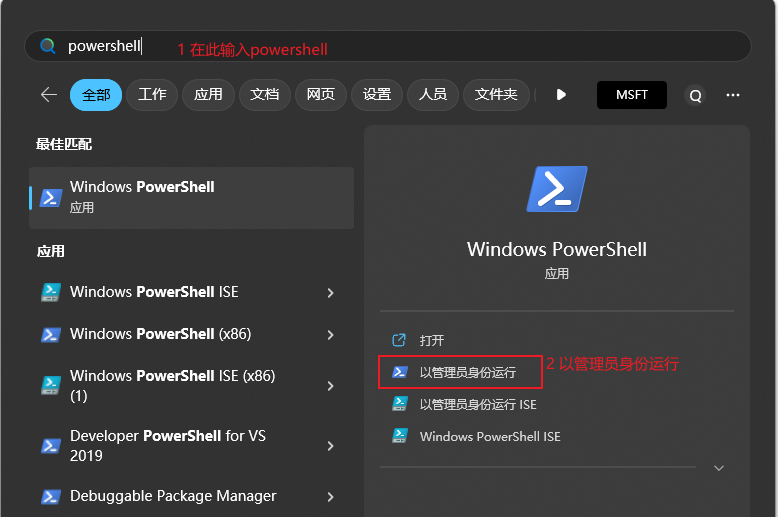 powershell
1 在此输入powershell
全部 工作 应用 文档 网页 设置 人员 文件夹 MSFT Q
最佳匹配
Windows PowerShell
应用
应用
Windows PowerShell ISE
Windows PowerShell (x86)
Windows PowerShell ISE (x86)
(1)
Developer PowerShell for VS
2019
Debuggable Package Manager
Windows PowerShell
应用
打开
以管理员身份运行
2 以管理员身份运行
以管理员身份运行 ISE
Windows PowerShell ISE